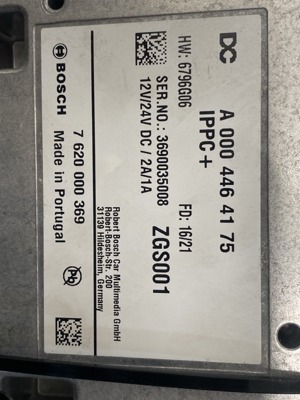 DC
A 000 446 41 75
IPPC+
HW: 6796G06
FD: 16/21
SER.NO.: 3690035008
ZGS001
12V/24V DC / 2A/1A
BOSCH
7 620 000 369
Made in Portugal
Robert Bosch Car Multimedia GmbH
Robert-Bosch-Str. 200
31139 Hildesheim, Germany
Pb